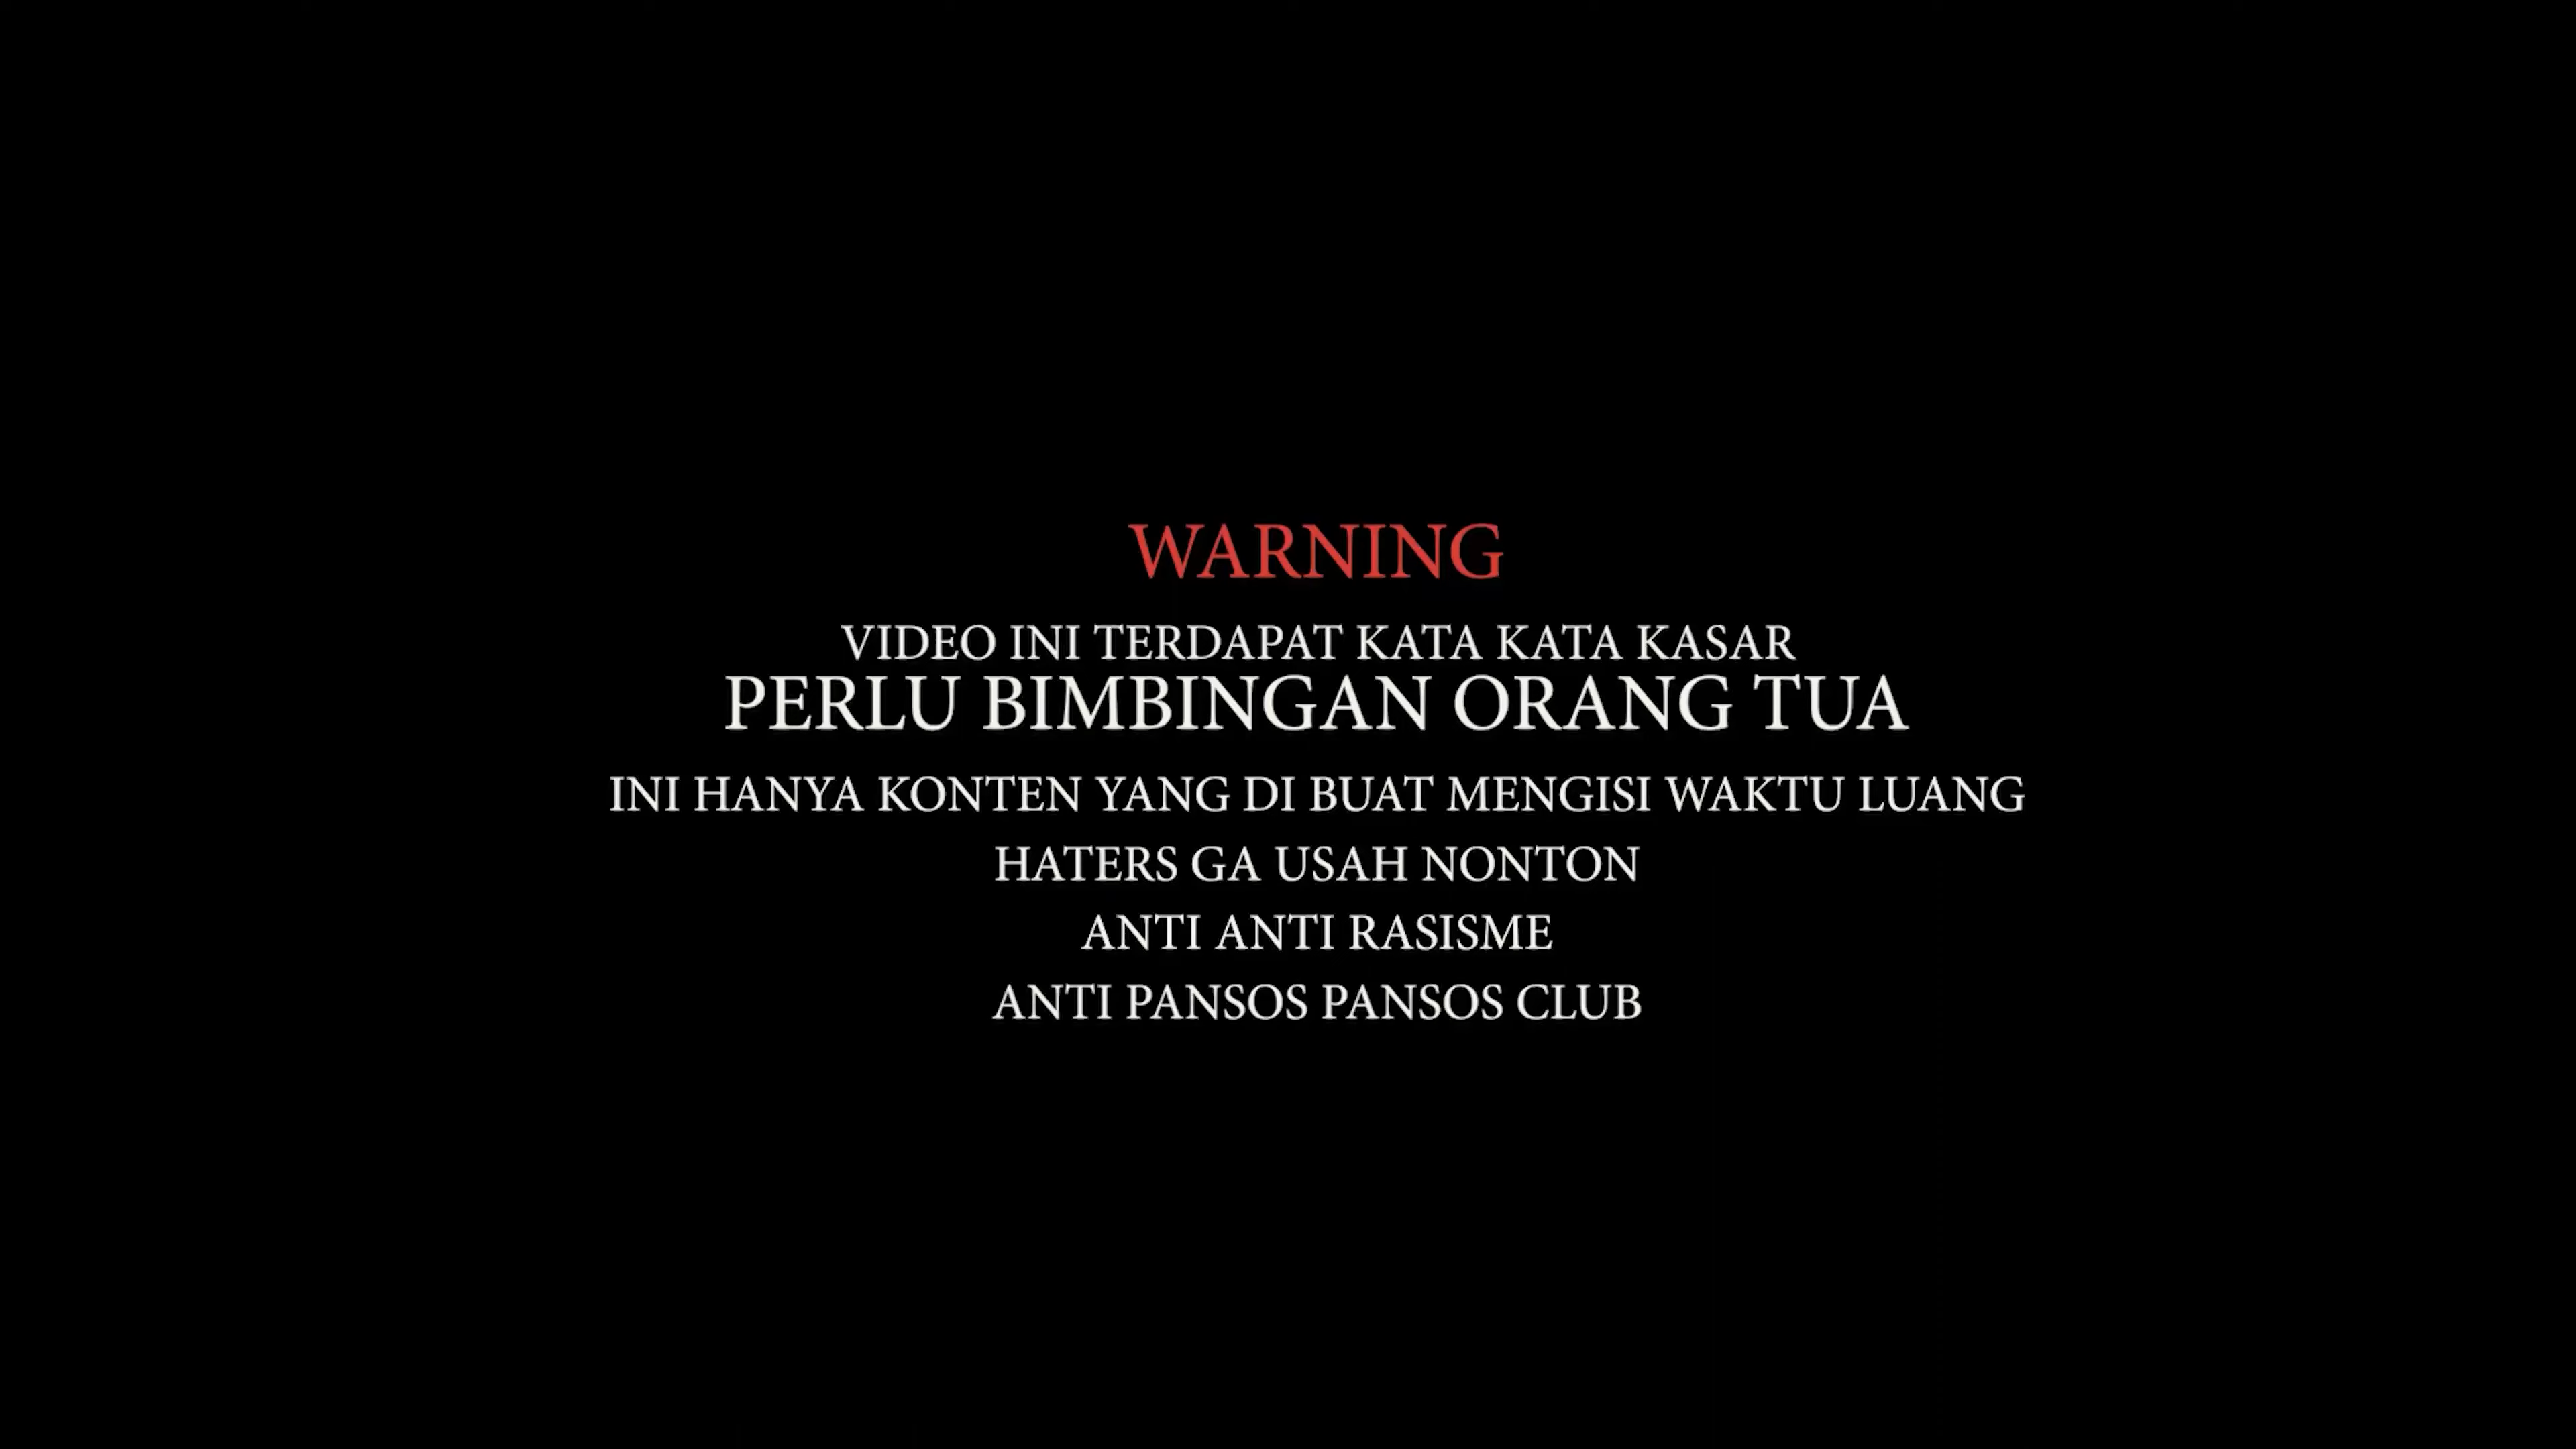 WARNING
VIDEO INI TERDAPAT KATA KATA KASAR
PERLU BIMBINGAN ORANG TUA
INI HANYA KONTEN YANG DI BUAT MENGISI WAKTU LUANG
HATERS GA USAH NONTON
ANTI ANTI RASISME
ANTI PANSOS PANSOS CLUB